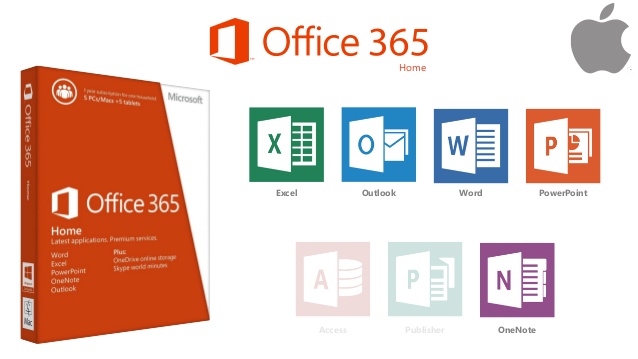 Office 365
Home
1 year subscription for one household
5 PCs/Macs +5 tablets
Microsoft
Office 365
Office 365
Home
Latest applications. Premium services.
Word
Excel
PowerPoint
OneNote
Outlook
Plus:
OneDrive online storage
Skype world minutes
Mac
X
Excel
O
Outlook
W
Word
P
PowerPoint
A
Access
P
Publisher
N
OneNote